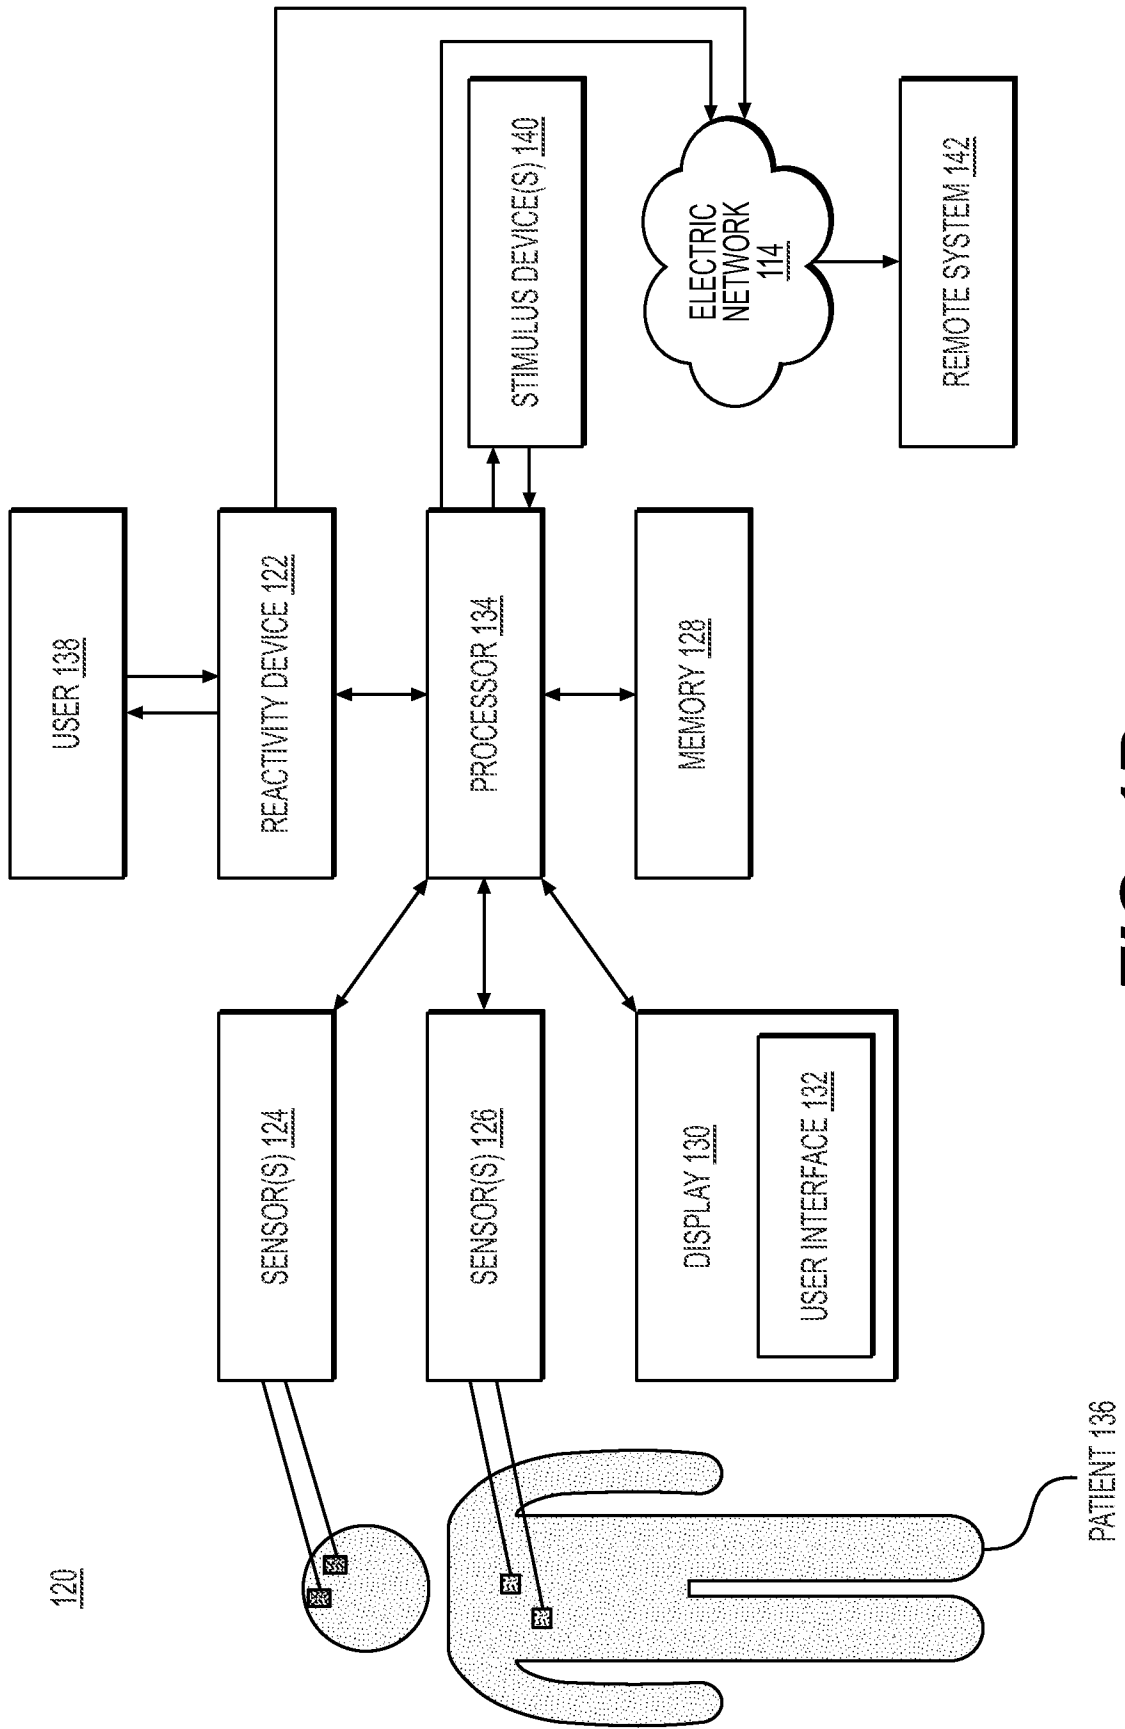 120
USER 138
REACTIVITY DEVICE 122
SENSOR(S) 124
PROCESSOR 134
SENSOR(S) 126
STIMULUS DEVICE(S) 140
MEMORY 128
DISPLAY 130
USER INTERFACE 132
ELECTRIC
NETWORK
114
REMOTE SYSTEM 142
PATIENT 136